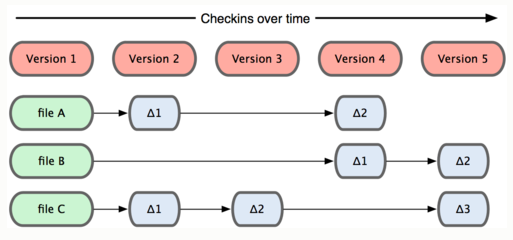 Checkins over time
Version 1 Version 2 Version 3 Version 4 Version 5
file A Δ1 Δ2
file B Δ1 Δ2
file C Δ1 Δ2 Δ3